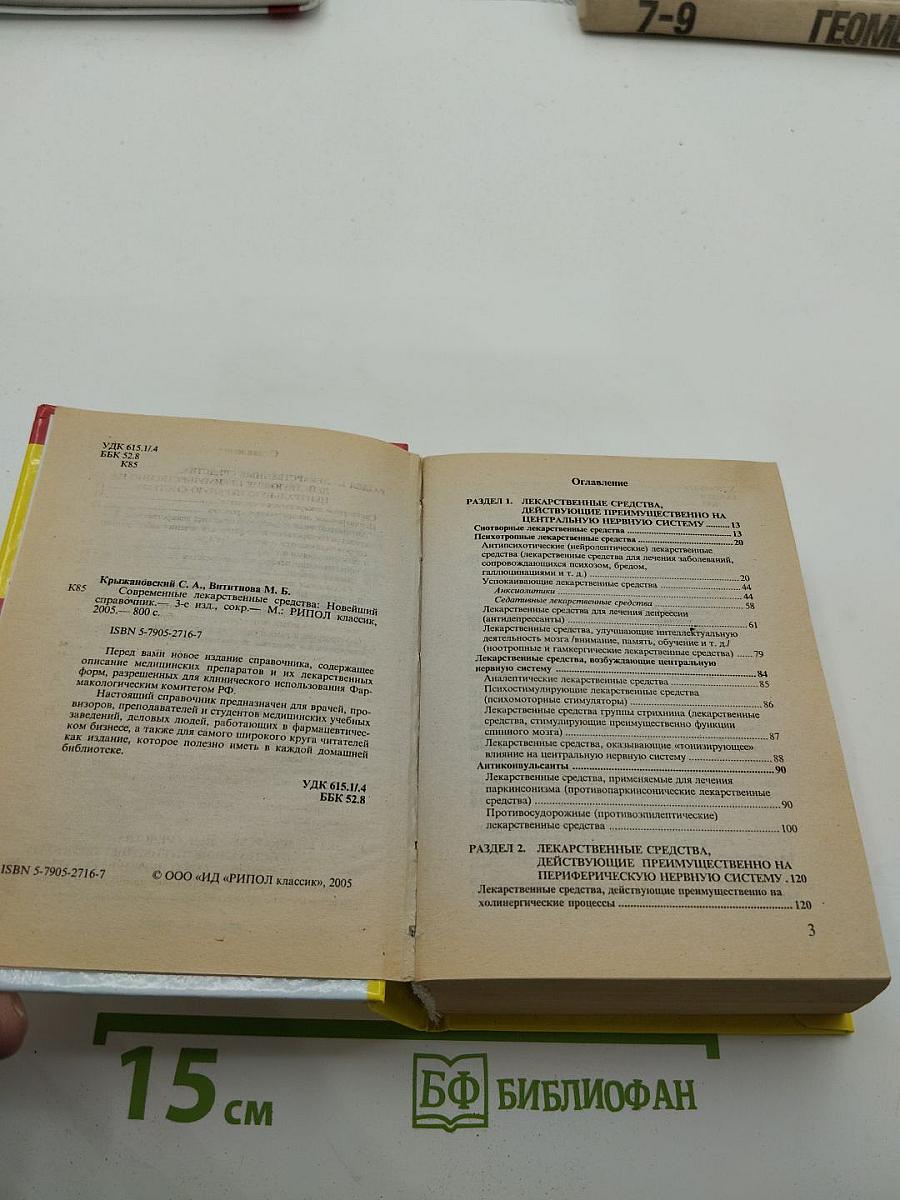 7-9
ГЕОМЕ
УДК 615.1/.4
ББК 52.8
К85
Крыжановский С. А., Вититнова М. Б.
К85 Современные лекарственные средства: Новейший
справочник.— 3-е изд., сокр.— М.: РИПОЛ классик,
2005.— 800 с.
ISBN 5-7905-2716-7
Перед вами новое издание справочника, содержащее
описание медицинских препаратов и их лекарственных
форм, разрешенных для клинического использования Фар-
макологическим комитетом РФ.
Настоящий справочник предназначен для врачей, про-
визоров, преподавателей и студентов медицинских учебных
заведений, деловых людей, работающих в фармацевтичес-
ком бизнесе, а также для самого широкого круга читателей
как издание, которое полезно иметь в каждой домашней
библиотеке.
УДК 615.1/.4
ББК 52.8
ISBN 5-7905-2716-7 © ООО «ИД «РИПОЛ классик», 2005
Оглавление
РАЗДЕЛ 1. ЛЕКАРСТВЕННЫЕ СРЕДСТВА,
ДЕЙСТВУЮЩИЕ ПРЕИМУЩЕСТВЕННО НА
ЦЕНТРАЛЬНУЮ НЕРВНУЮ СИСТЕМУ ..........13
Снотворные лекарственные средства ..........13
Психотропные лекарственные средства ..........20
Антипсихотические (нейролептические) лекарственные
средства (лекарственные средства для лечения заболеваний,
сопровождающихся психозом, бредом,
галлюцинациями и т. д.) ..........20
Успокаивающие лекарственные средства ..........44
Анксиолитики ..........44
Седативные лекарственные средства ..........58
Лекарственные средства для лечения депрессии
(антидепрессанты) ..........61
Лекарственные средства, улучшающие интеллектуальную
деятельность мозга /внимание, память, обучение и т. д./
(ноотропные и гамкергические лекарственные средства) ......79
Лекарственные средства, возбуждающие центральную
нервную систему ..........84
Аналептические лекарственные средства ..........85
Психостимулирующие лекарственные средства
(психомоторные стимуляторы) ..........86
Лекарственные средства группы стрихнина (лекарственные
средства, стимулирующие преимущественно функции
спинного мозга) ..........87
Лекарственные средства, оказывающие «тонизирующее»
влияние на центральную нервную систему ..........88
Антиконвульсанты ..........90
Лекарственные средства, применяемые для лечения
паркинсонизма (противопаркинсонические лекарственные
средства) ..........90
Противосудорожные (противоэпилептические)
лекарственные средства ..........100
РАЗДЕЛ 2. ЛЕКАРСТВЕННЫЕ СРЕДСТВА,
ДЕЙСТВУЮЩИЕ ПРЕИМУЩЕСТВЕННО НА
ПЕРИФЕРИЧЕСКУЮ НЕРВНУЮ СИСТЕМУ . 120
Лекарственные средства, действующие преимущественно на
холинергические процессы ..........120
3
15 см
БФ БИБЛИОФАН